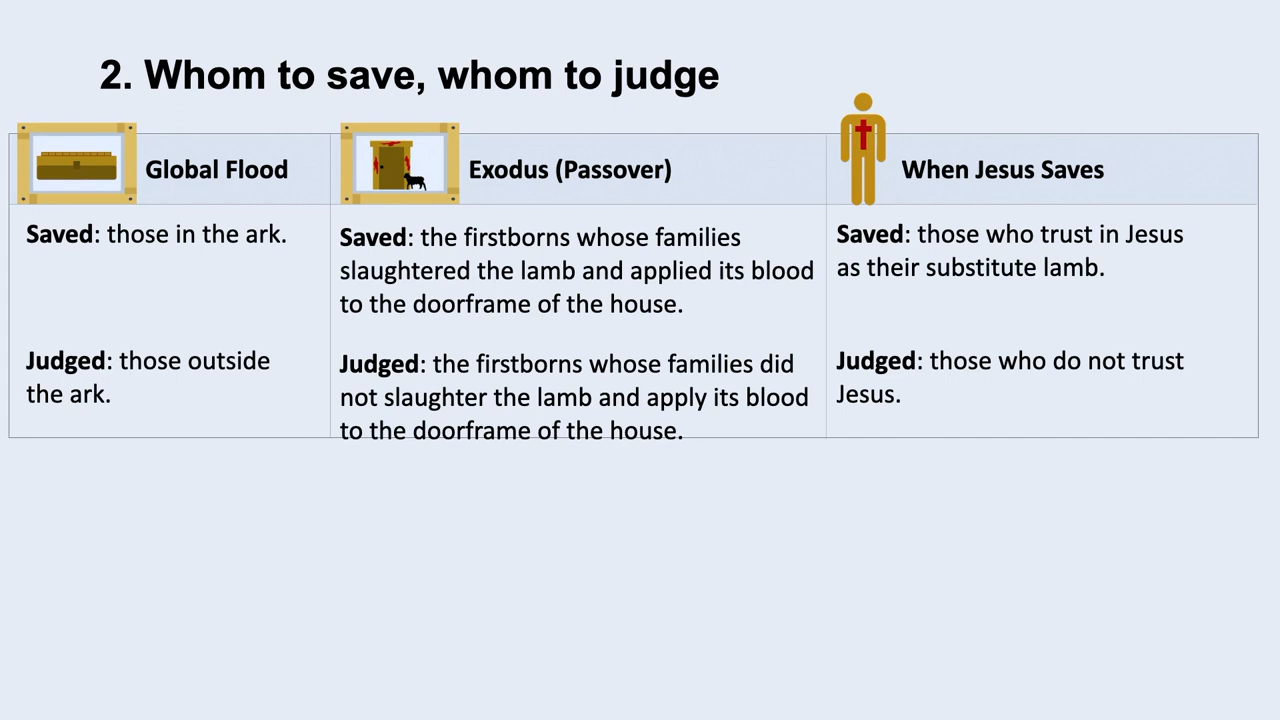 2. Whom to save, whom to judge
Global Flood
Exodus (Passover)
When Jesus Saves
Saved: those in the ark.
Saved: the firstborns whose families
slaughtered the lamb and applied its blood
to the doorframe of the house.
Saved: those who trust in Jesus
as their substitute lamb.
Judged: those outside
the ark.
Judged: the firstborns whose families did
not slaughter the lamb and apply its blood
to the doorframe of the house.
Judged: those who do not trust
Jesus.